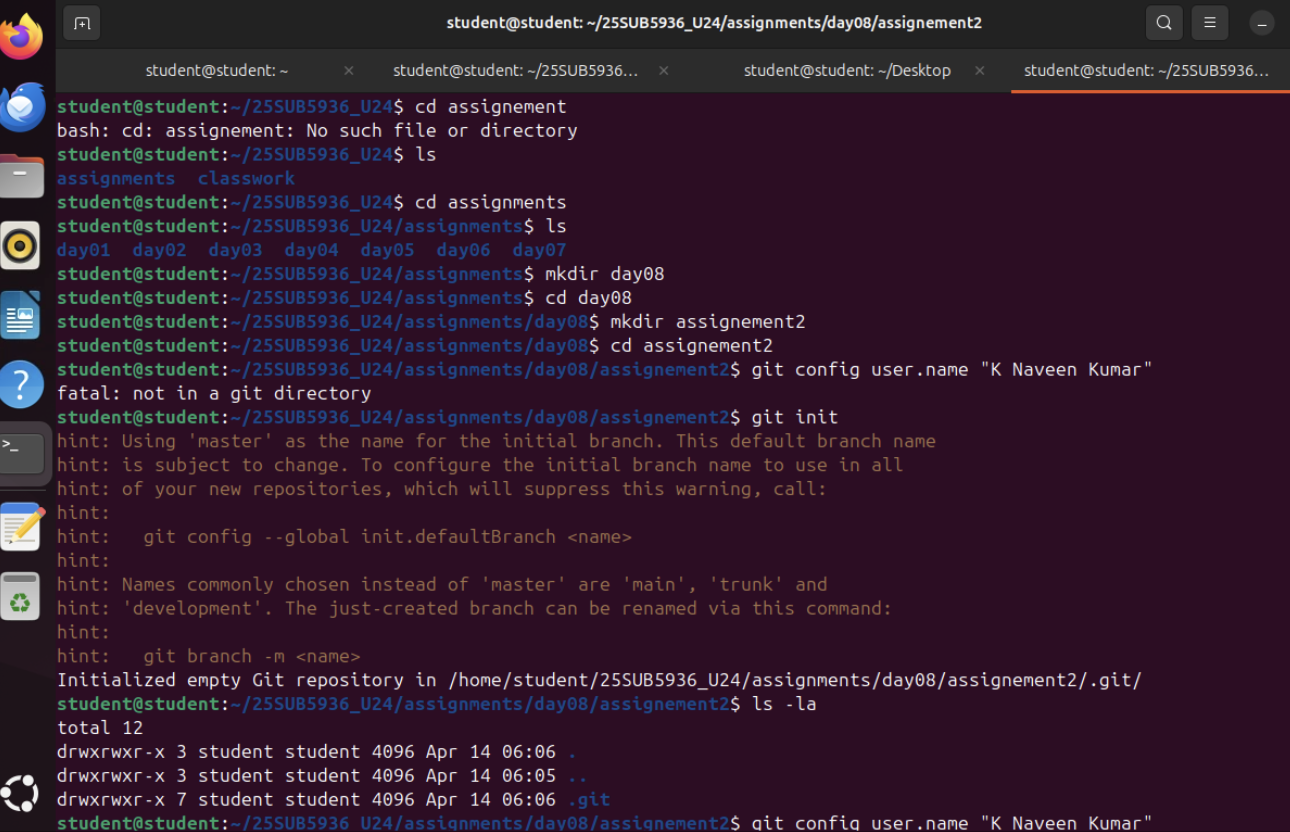 student@student: ~/25SUB5936_U24/assignments/day08/assignement2
student@student: ~
student@student: ~/25SUB5936...
student@student: ~/Desktop
student@student: ~/25SUB5936...
student@student:~/25SUB5936_U24$ cd assignement
bash: cd: assignement: No such file or directory
student@student:~/25SUB5936_U24$ ls
assignments  classwork
student@student:~/25SUB5936_U24$ cd assignments
student@student:~/25SUB5936_U24/assignments$ ls
day01  day02  day03  day04  day05  day06  day07
student@student:~/25SUB5936_U24/assignments$ mkdir day08
student@student:~/25SUB5936_U24/assignments$ cd day08
student@student:~/25SUB5936_U24/assignments/day08$ mkdir assignement2
student@student:~/25SUB5936_U24/assignments/day08$ cd assignement2
student@student:~/25SUB5936_U24/assignments/day08/assignement2$ git config user.name "K Naveen Kumar"
fatal: not in a git directory
student@student:~/25SUB5936_U24/assignments/day08/assignement2$ git init
hint: Using 'master' as the name for the initial branch. This default branch name
hint: is subject to change. To configure the initial branch name to use in all
hint: of your new repositories, which will suppress this warning, call:
hint:
hint:   git config --global init.defaultBranch <name>
hint:
hint: Names commonly chosen instead of 'master' are 'main', 'trunk' and
hint: 'development'. The just-created branch can be renamed via this command:
hint:
hint:   git branch -m <name>
Initialized empty Git repository in /home/student/25SUB5936_U24/assignments/day08/assignement2/.git/
student@student:~/25SUB5936_U24/assignments/day08/assignement2$ ls -la
total 12
drwxrwxr-x 3 student student 4096 Apr 14 06:06 .
drwxrwxr-x 3 student student 4096 Apr 14 06:05 ..
drwxrwxr-x 7 student student 4096 Apr 14 06:06 .git
student@student:~/25SUB5936_U24/assignments/day08/assignement2$ git config user.name "K Naveen Kumar"